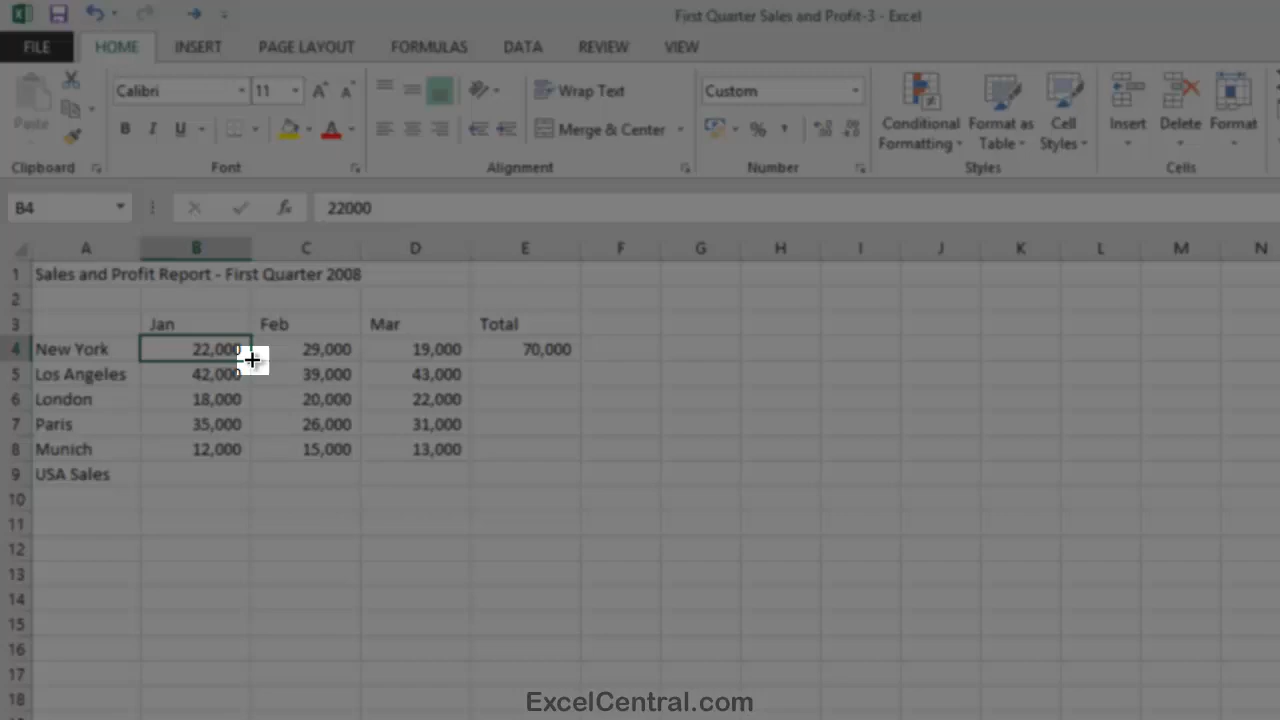 First Quarter Sales and Profit-3 - Excel
FILE HOME INSERT PAGE LAYOUT FORMULAS DATA REVIEW VIEW
Calibri 11 Wrap Text Custom
Paste B I U Merge & Center % Conditional Formatting Format as Table Cell Styles Insert Delete Format
Clipboard Font Alignment Number Styles Cells
B4 fx 22000
A B C D E F G H I J K L M N
1 Sales and Profit Report - First Quarter 2008
2
3 Jan Feb Mar Total
4 New York 22,000 29,000 19,000 70,000
5 Los Angeles 42,000 39,000 43,000
6 London 18,000 20,000 22,000
7 Paris 35,000 26,000 31,000
8 Munich 12,000 15,000 13,000
9 USA Sales
10
11
12
13
14
15
16
17
18
ExcelCentral.com